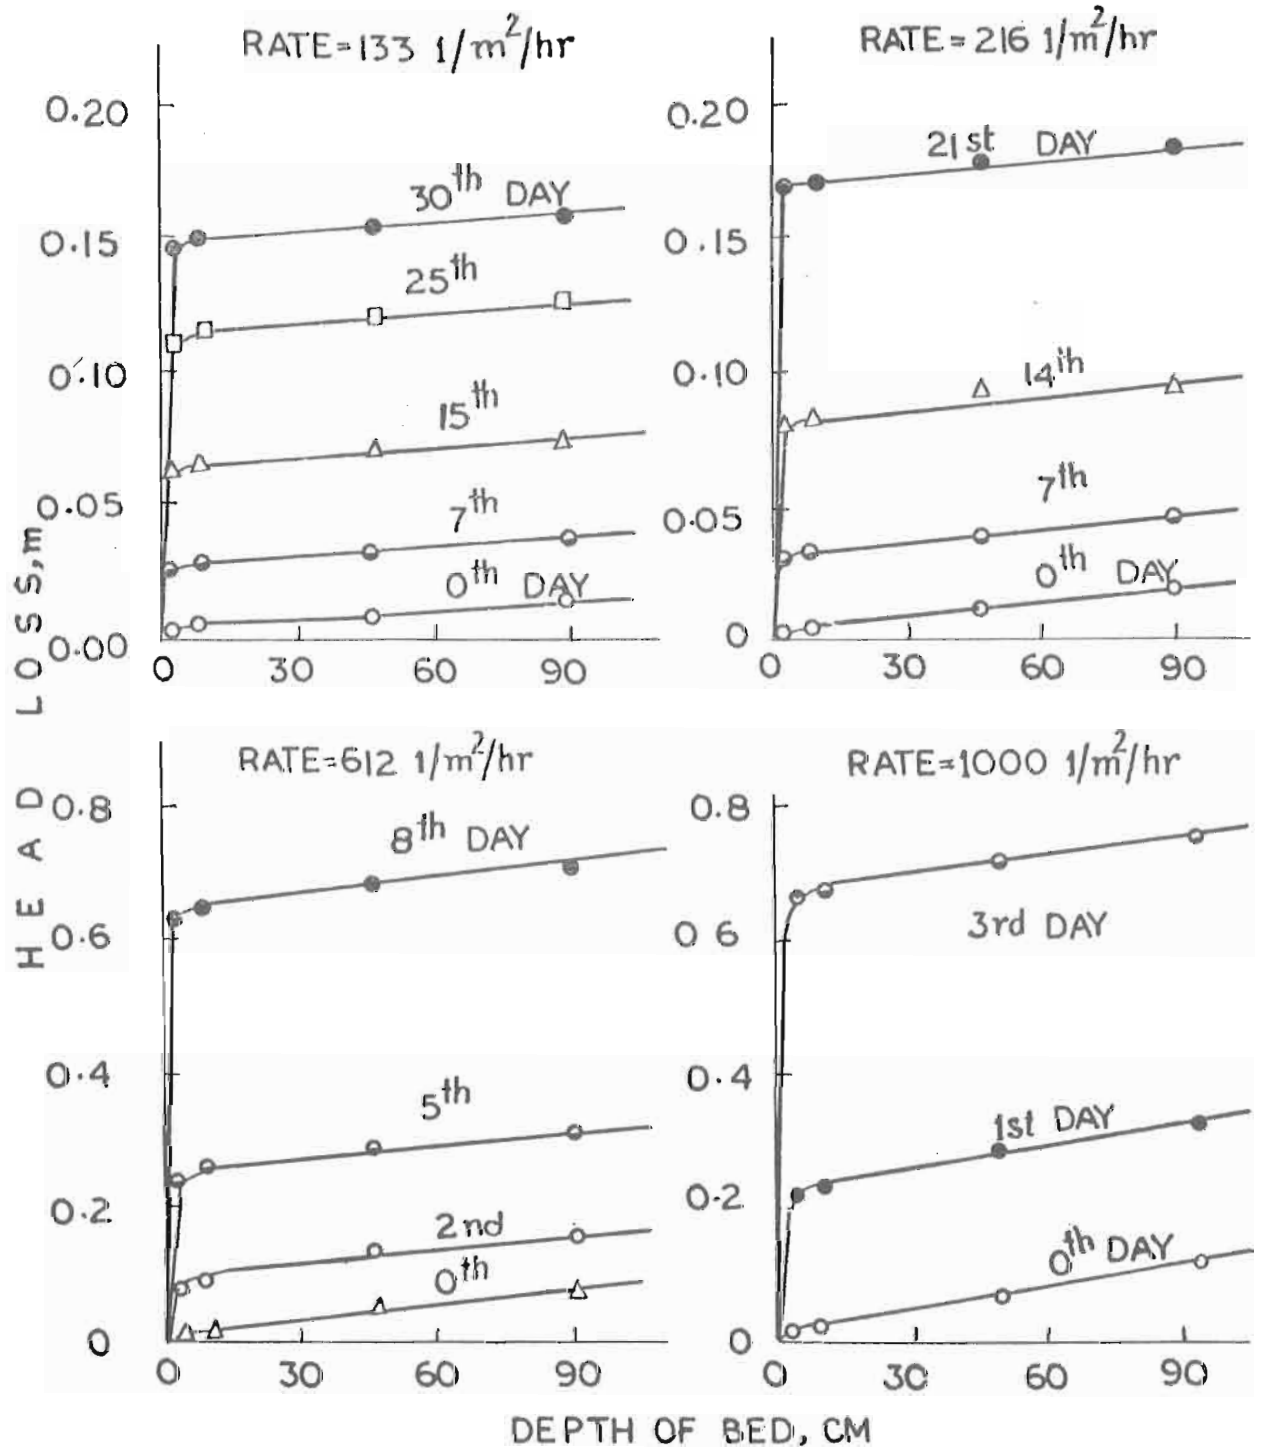 RATE=133 1/m²/hr
0.20
0.15
0.10
0.05
0.00
30th DAY
25th
15th
7th
0th DAY
0 30 60 90
RATE=216 1/m²/hr
0.20
0.15
0.10
0.05
0
21st DAY
14th
7th
0th DAY
0 30 60 90
HEAD LOSS,m
RATE=612 1/m²/hr
0.8
0.6
0.4
0.2
0
8th DAY
5th
2nd
0th
0 30 60 90
RATE=1000 1/m²/hr
0.8
0 6
0.4
0.2
0
3rd DAY
1st DAY
0th DAY
0 30 60 90
DEPTH OF BED, CM